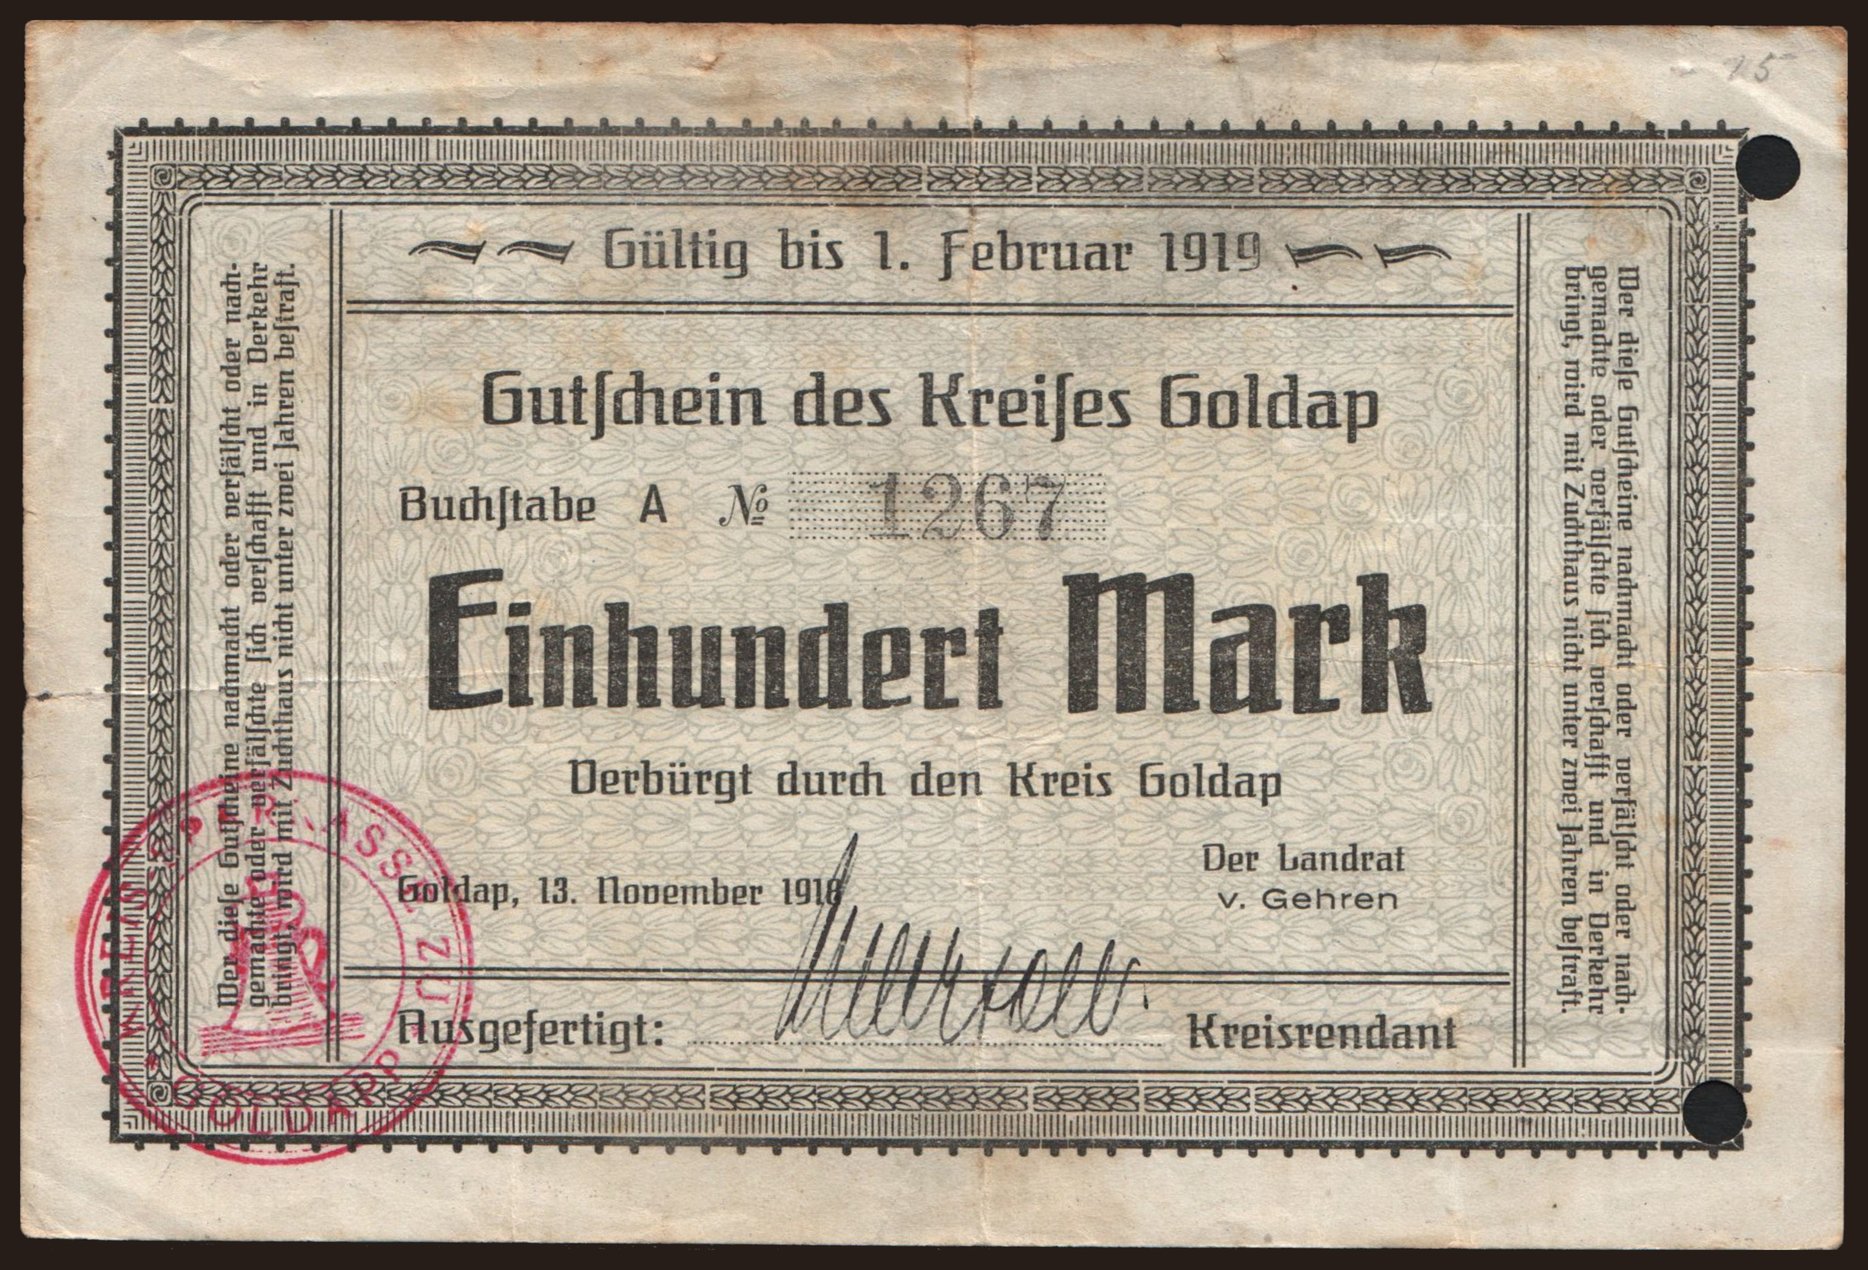 15
Gültig bis 1. Februar 1919
Gutſchein des Kreiſes Goldap
Buchſtabe A № 1267
Einhundert Mark
Verbürgt durch den Kreis Goldap
Goldap, 13. November 1918
Der Landrat
v. Gehren
Ausgefertigt: Kreisrendant
Wer dieſe Gutſcheine nachmacht oder verfälſcht oder nach-
gemachte oder verfälſchte ſich verſchafft und in Verkehr
bringt, wird mit Zuchthaus nicht unter zwei Jahren beſtraft.
Wer dieſe Gutſcheine nachmacht oder verfälſcht oder nach-
gemachte oder verfälſchte ſich verſchafft und in Verkehr
bringt, wird mit Zuchthaus nicht unter zwei Jahren beſtraft.
ZU
GOLDAPP